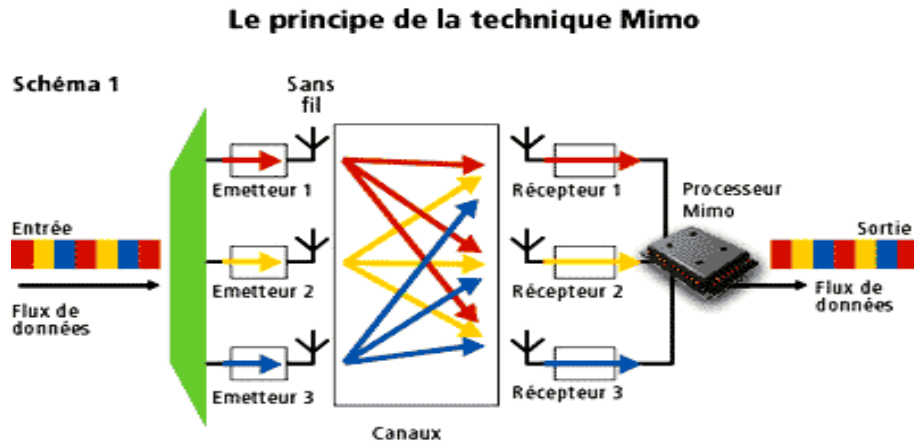 Le principe de la technique Mimo
Schéma 1
Sans
fil
Emetteur 1
Récepteur 1
Processeur
Mimo
Entrée
Sortie
Emetteur 2
Récepteur 2
Flux de
données
Flux de
données
Emetteur 3
Récepteur 3
Canaux